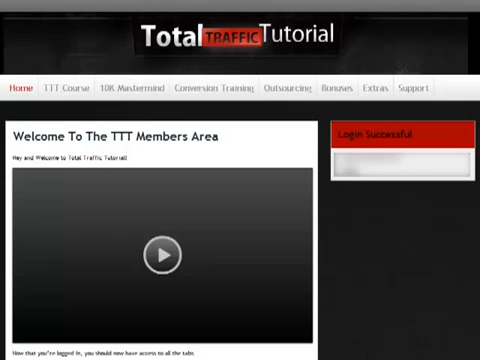 Total TRAFFIC Tutorial
Home TTT Course 10K Mastermind Conversion Training Outsourcing Bonuses Extras Support
Welcome To The TTT Members Area
Hey and Welcome to Total Traffic Tutorial!
Now that you're logged in, you should now have access to all the tabs
Login Successful